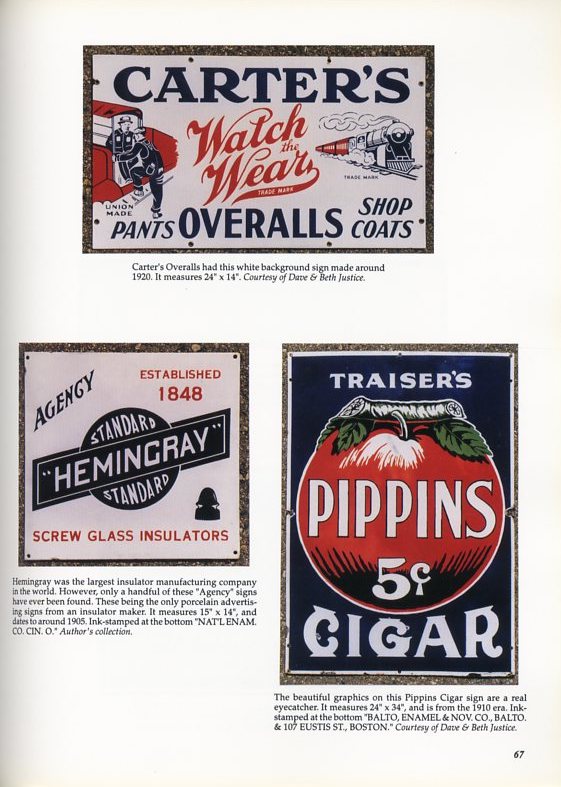 CARTER'S
Watch
the
Wear
TRADE MARK
TRADE MARK
UNION
MADE
PANTS OVERALLS SHOP
COATS
Carter's Overalls had this white background sign made around
1920. It measures 24" x 14". Courtesy of Dave & Beth Justice.
AGENCY
ESTABLISHED
1848
STANDARD
"HEMINGRAY"
STANDARD
SCREW GLASS INSULATORS
Hemingray was the largest insulator manufacturing company
in the world. However, only a handful of these "Agency" signs
have ever been found. These being the only porcelain advertis-
ing signs from an insulator maker. It measures 15" x 14", and
dates to around 1905. Ink-stamped at the bottom "NAT'L ENAM.
CO. CIN. O." Author's collection.
TRAISER'S
PIPPINS
5¢
CIGAR
The beautiful graphics on this Pippins Cigar sign are a real
eyecatcher. It measures 24" x 34", and is from the 1910 era. Ink-
stamped at the bottom "BALTO, ENAMEL & NOV. CO., BALTO.
& 107 EUSTIS ST., BOSTON." Courtesy of Dave & Beth Justice.
67